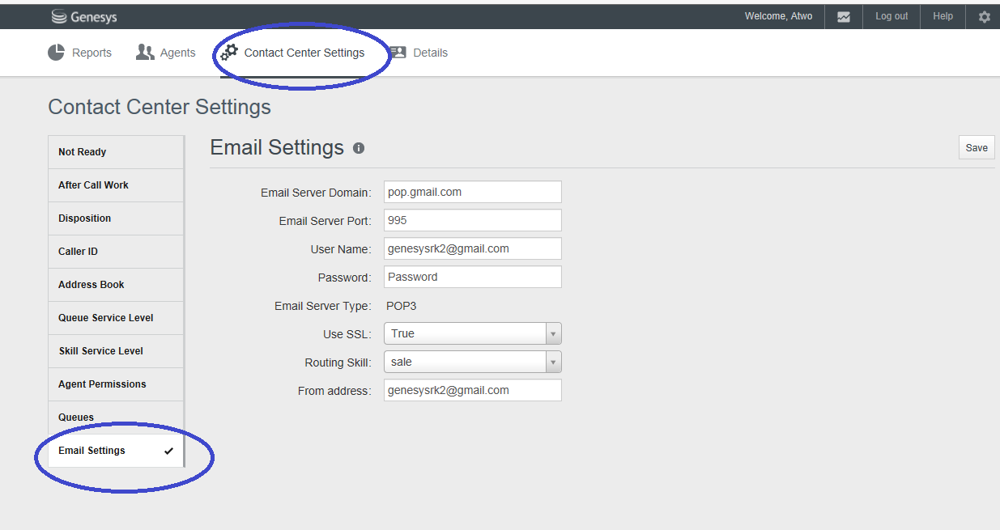 Genesys
Welcome, Atwo
Log out
Help
Reports
Agents
Contact Center Settings
Details
Contact Center Settings
Not Ready
After Call Work
Disposition
Caller ID
Address Book
Queue Service Level
Skill Service Level
Agent Permissions
Queues
Email Settings
Email Settings
Save
Email Server Domain: pop.gmail.com
Email Server Port: 995
User Name: genesysrk2@gmail.com
Password: Password
Email Server Type: POP3
Use SSL: True
Routing Skill: sale
From address: genesysrk2@gmail.com